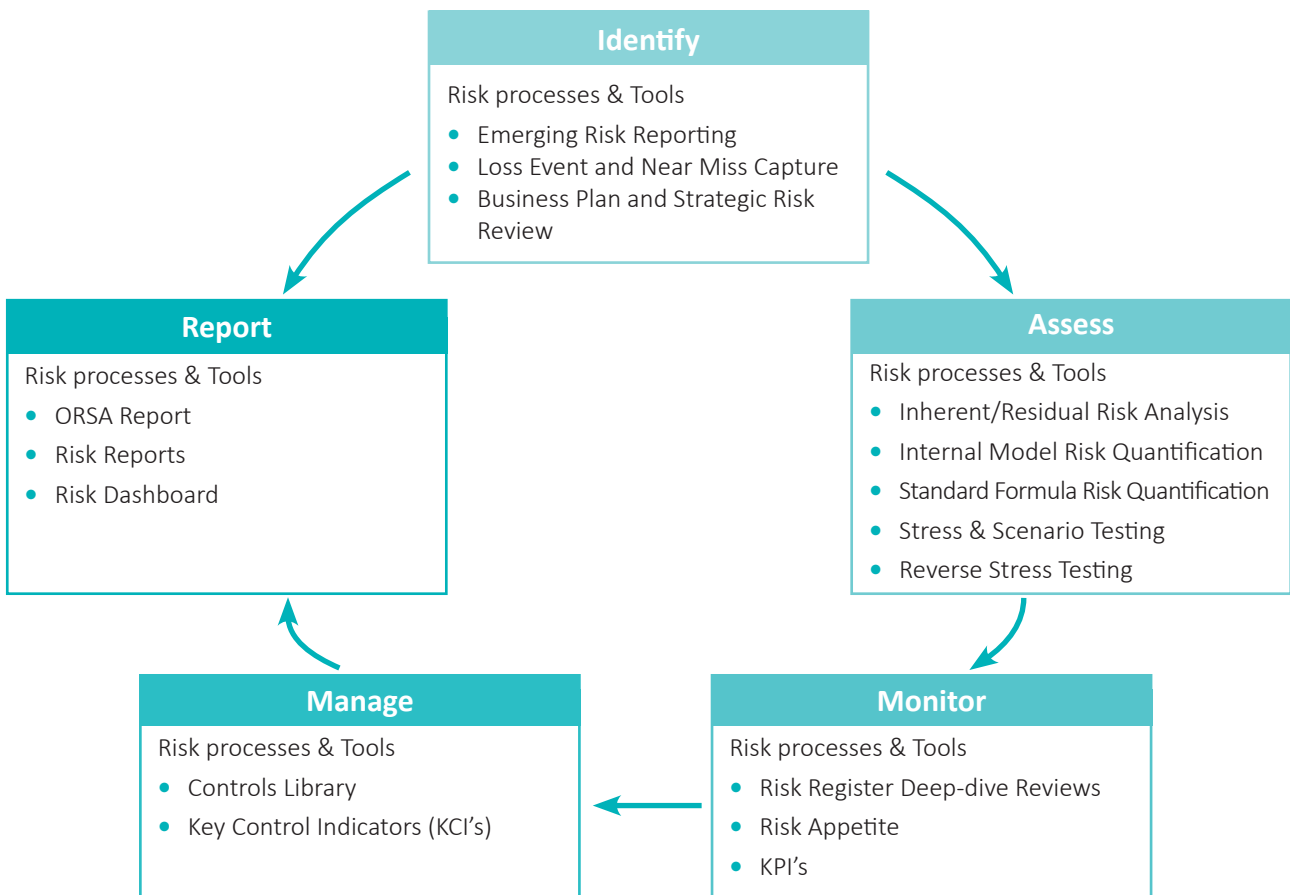 Identify
Risk processes & Tools
Emerging Risk Reporting
Loss Event and Near Miss Capture
Business Plan and Strategic Risk
Review
Assess
Risk processes & Tools
Inherent/Residual Risk Analysis
Internal Model Risk Quantification
Standard Formula Risk Quantification
Stress & Scenario Testing
Reverse Stress Testing
Monitor
Risk processes & Tools
Risk Register Deep-dive Reviews
Risk Appetite
KPI’s
Manage
Risk processes & Tools
Controls Library
Key Control Indicators (KCI’s)
Report
Risk processes & Tools
ORSA Report
Risk Reports
Risk Dashboard